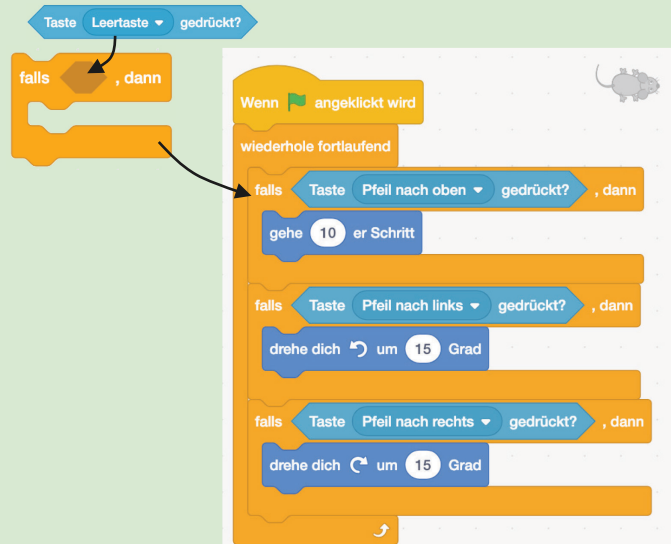 Taste Leertaste gedrückt?
falls , dann
Wenn angeklickt wird
wiederhole fortlaufend
falls Taste Pfeil nach oben gedrückt? , dann
gehe 10 er Schritt
falls Taste Pfeil nach links gedrückt? , dann
drehe dich um 15 Grad
falls Taste Pfeil nach rechts gedrückt? , dann
drehe dich um 15 Grad